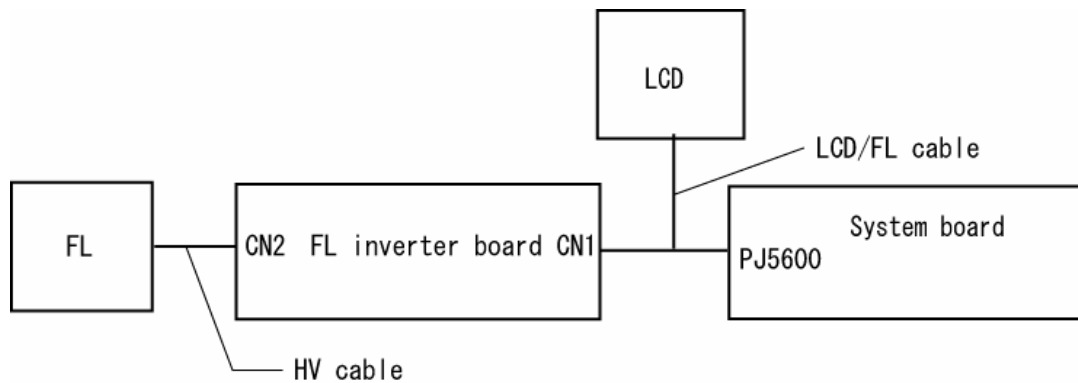 LCD
LCD/FL cable
FL
CN2 FL inverter board CN1
System board
PJ5600
HV cable